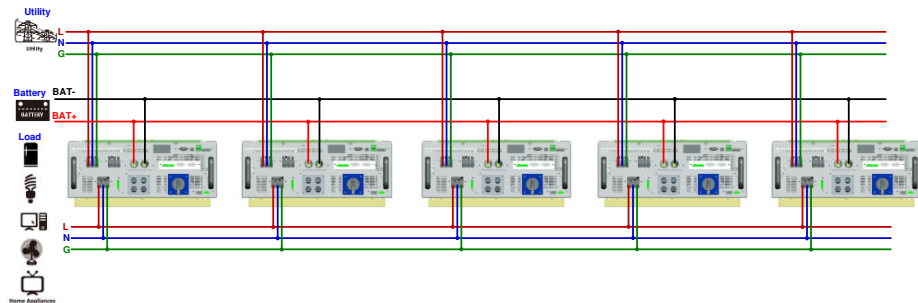 Utility
L
N
G
Utility
Battery
BAT-
BATTERY
BAT+
Load
L
N
G
Home Appliances